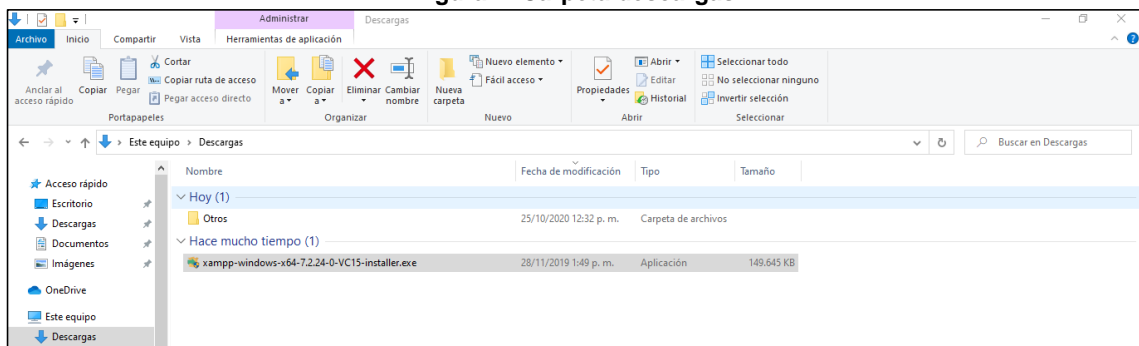 Administrar Descargas
Archivo Inicio Compartir Vista Herramientas de aplicación
Anclar al acceso rápido
Copiar
Pegar
Cortar
Copiar ruta de acceso
Pegar acceso directo
Portapapeles
Mover a
Copiar a
Eliminar
Cambiar nombre
Organizar
Nueva carpeta
Nuevo elemento
Fácil acceso
Nuevo
Propiedades
Abrir
Editar
Historial
Abrir
Seleccionar todo
No seleccionar ninguno
Invertir selección
Seleccionar
Este equipo > Descargas
Buscar en Descargas
Acceso rápido
Escritorio
Descargas
Documentos
Imágenes
OneDrive
Este equipo
Descargas
Nombre Fecha de modificación Tipo Tamaño
Hoy (1)
Otros 25/10/2020 12:32 p. m. Carpeta de archivos
Hace mucho tiempo (1)
xampp-windows-x64-7.2.24-0-VC15-installer.exe 28/11/2019 1:49 p. m. Aplicación 149.645 KB